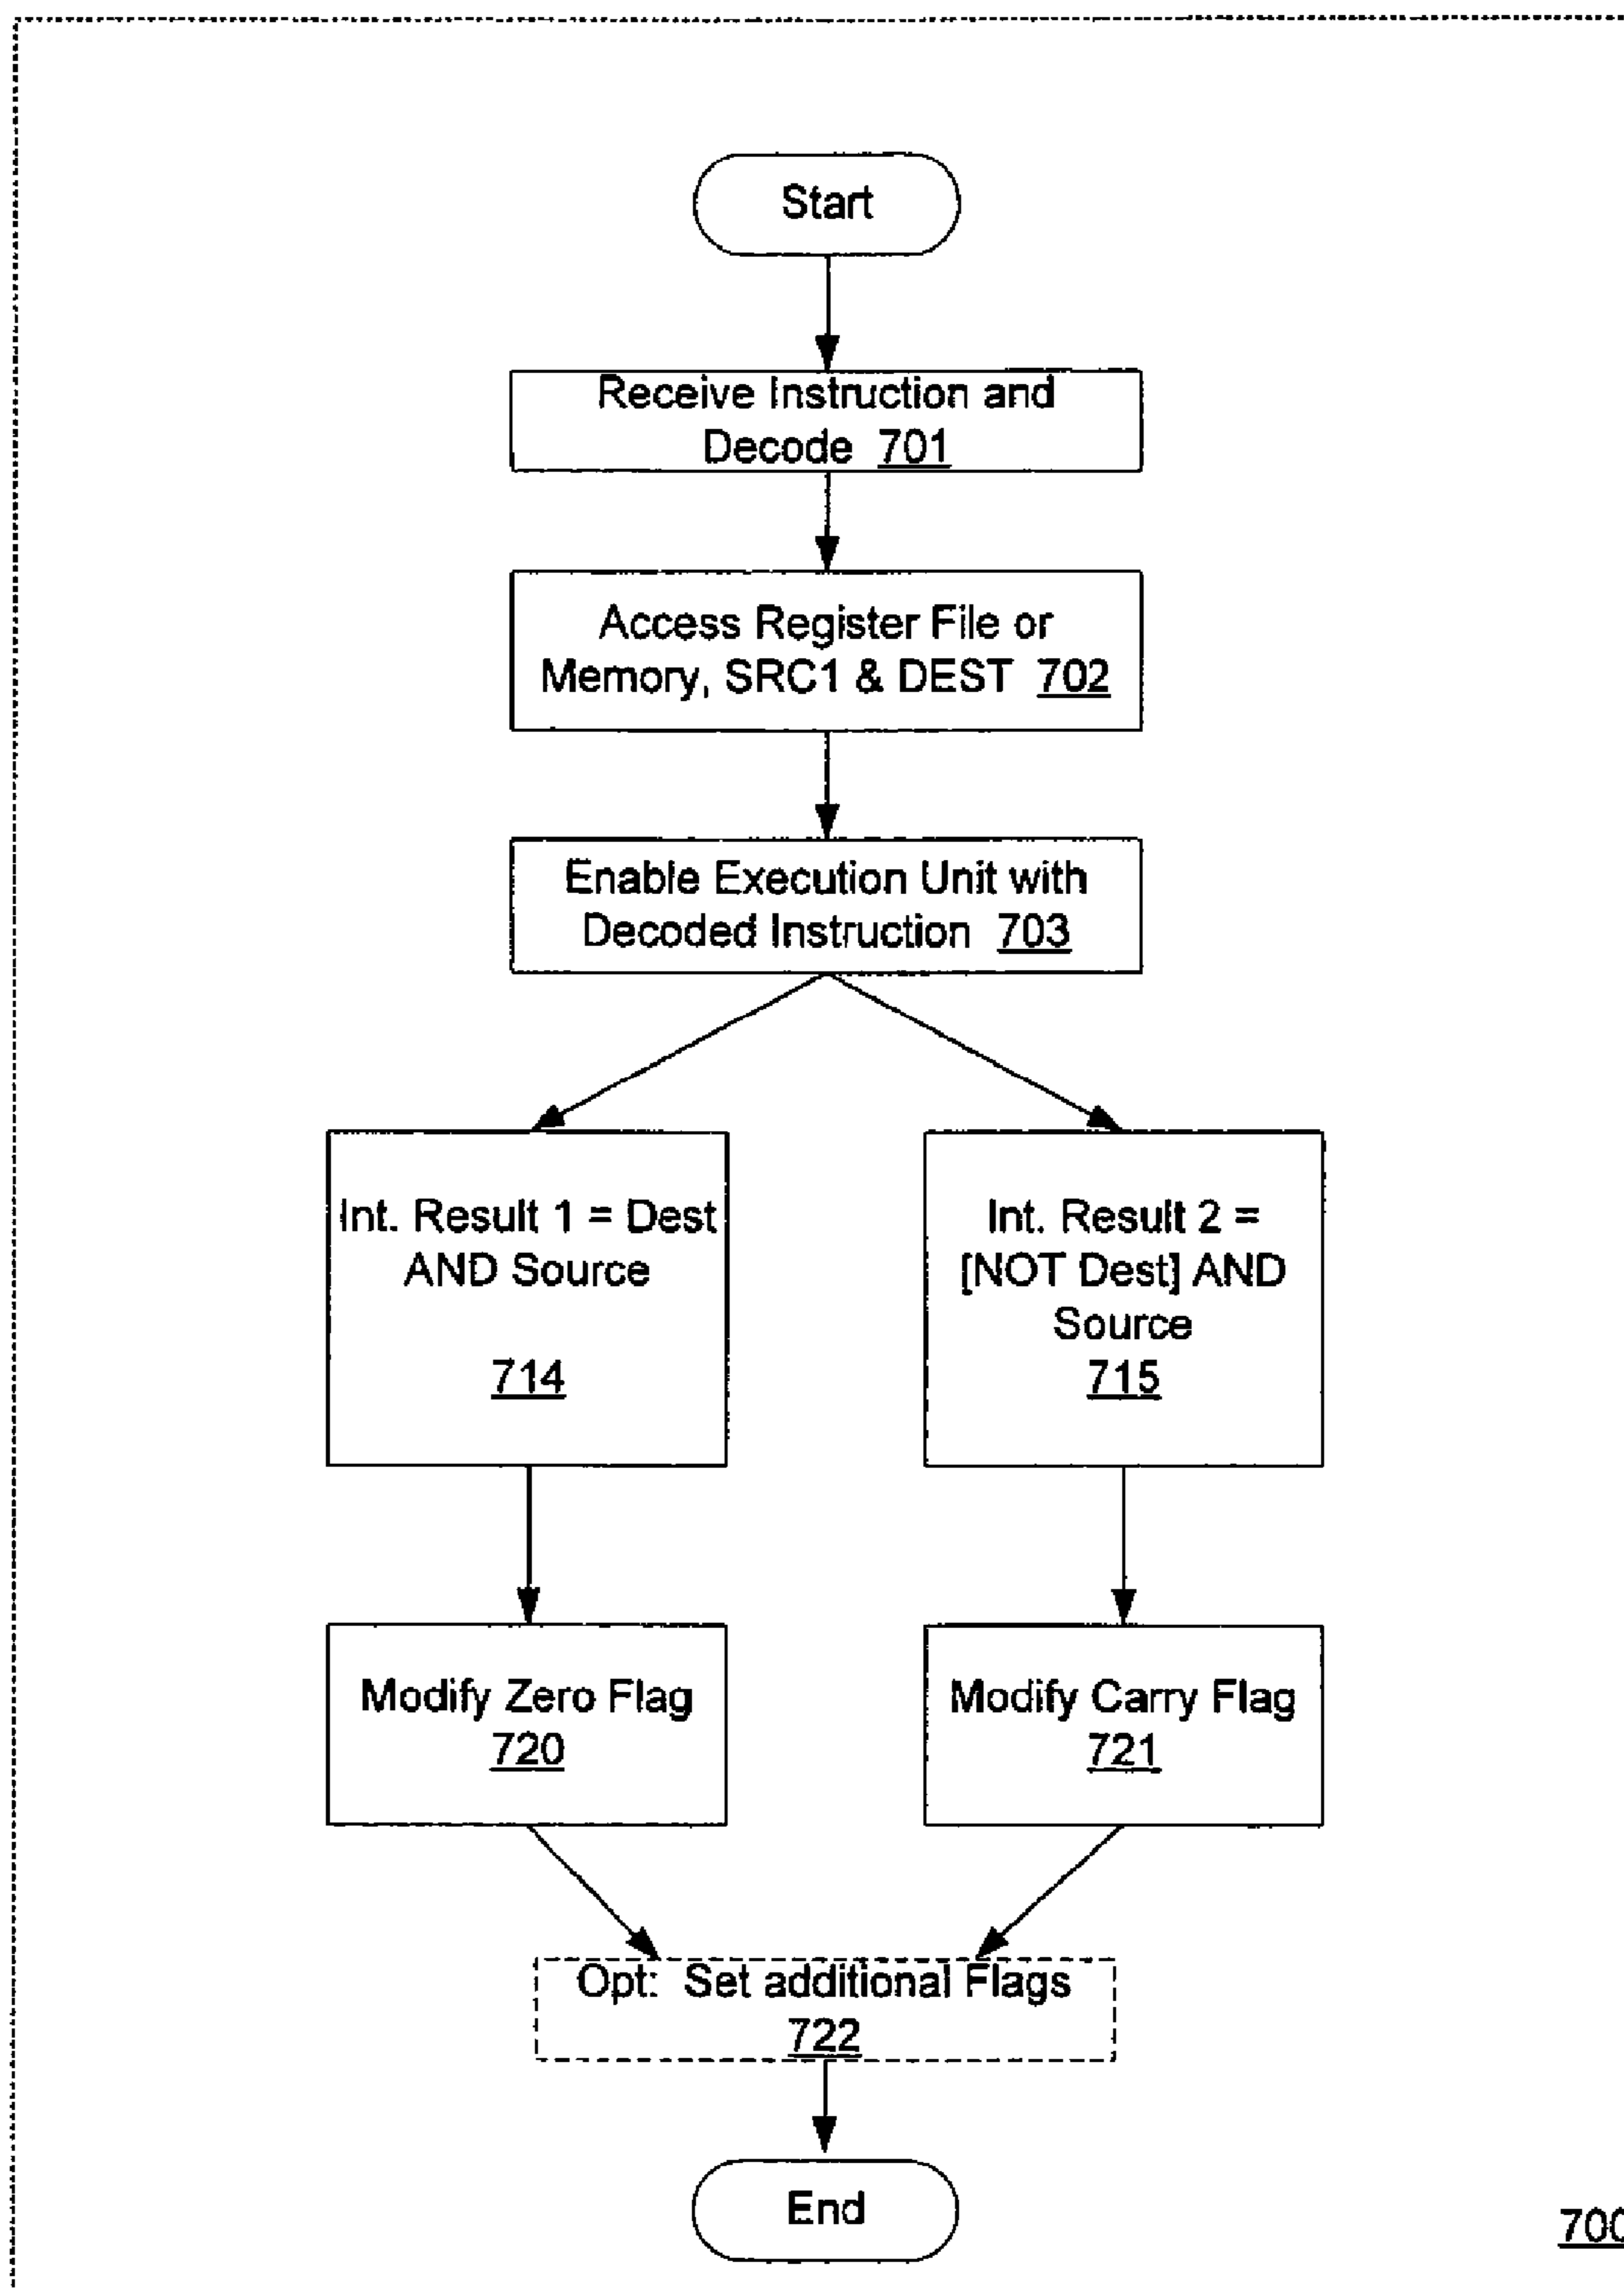 Start
Receive Instruction and
Decode 701
Access Register File or
Memory, SRC1 & DEST 702
Enable Execution Unit with
Decoded Instruction 703
Int. Result 1 = Dest
AND Source
714
Int. Result 2 =
[NOT Dest] AND
Source
715
Modify Zero Flag
720
Modify Carry Flag
721
Opt: Set additional Flags
722
End
700